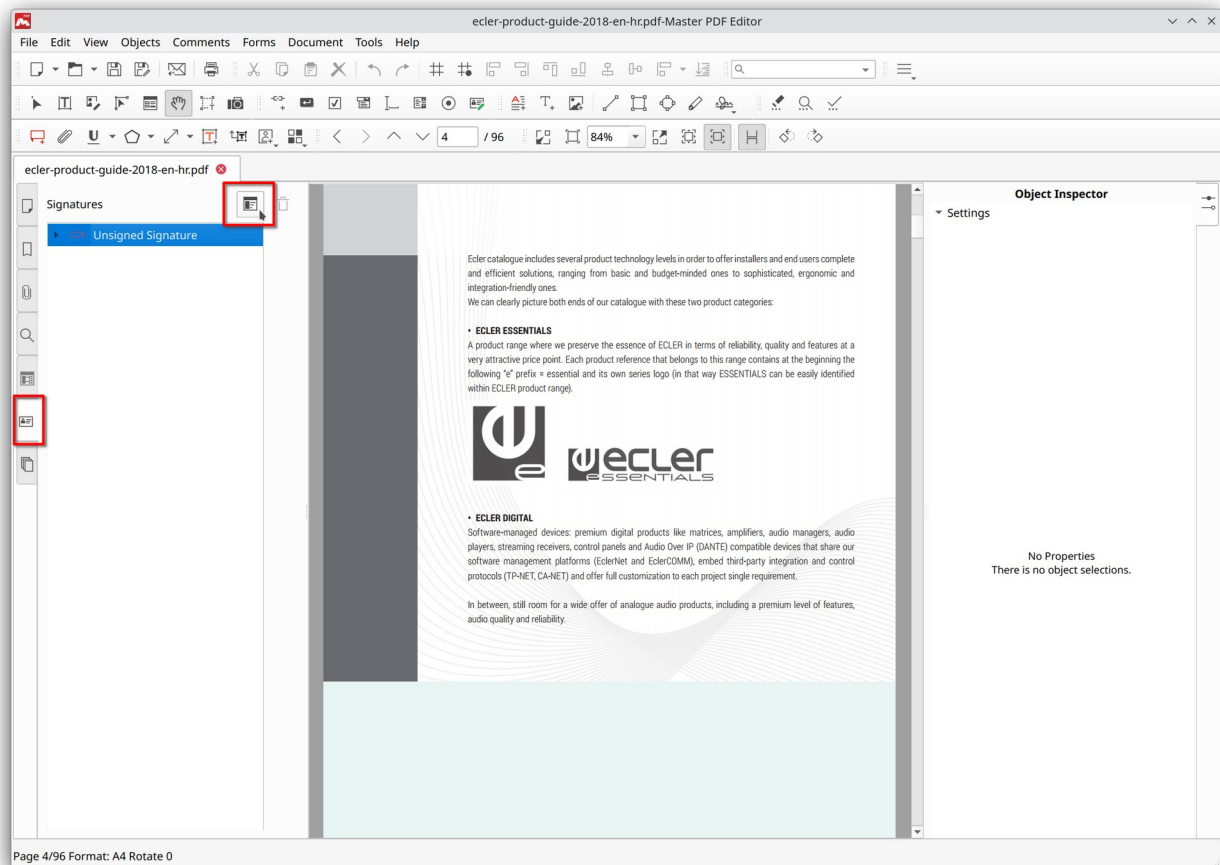 ecler-product-guide-2018-en-hr.pdf-Master PDF Editor
File Edit View Objects Comments Forms Document Tools Help
4 / 96 84%
ecler-product-guide-2018-en-hr.pdf
Signatures
Unsigned Signature
Ecler catalogue includes several product technology levels in order to offer installers and end users complete
and efficient solutions, ranging from basic and budget-minded ones to sophisticated, ergonomic and
integration-friendly ones.
We can clearly picture both ends of our catalogue with these two product categories:
• ECLER ESSENTIALS
A product range where we preserve the essence of ECLER in terms of reliability, quality and features at a
very attractive price point. Each product reference that belongs to this range contains at the beginning the
following "e" prefix = essential and its own series logo (in that way ESSENTIALS can be easily identified
within ECLER product range).
e
ecler
essentials
• ECLER DIGITAL
Software-managed devices: premium digital products like matrices, amplifiers, audio managers, audio
players, streaming receivers, control panels and Audio Over IP (DANTE) compatible devices that share our
software management platforms (EclerNet and EclerCOMM), embed third-party integration and control
protocols (TP-NET, CA-NET) and offer full customization to each project single requirement.
In between, still room for a wide offer of analogue audio products, including a premium level of features,
audio quality and reliability.
Object Inspector
Settings
No Properties
There is no object selections.
Page 4/96 Format: A4 Rotate 0